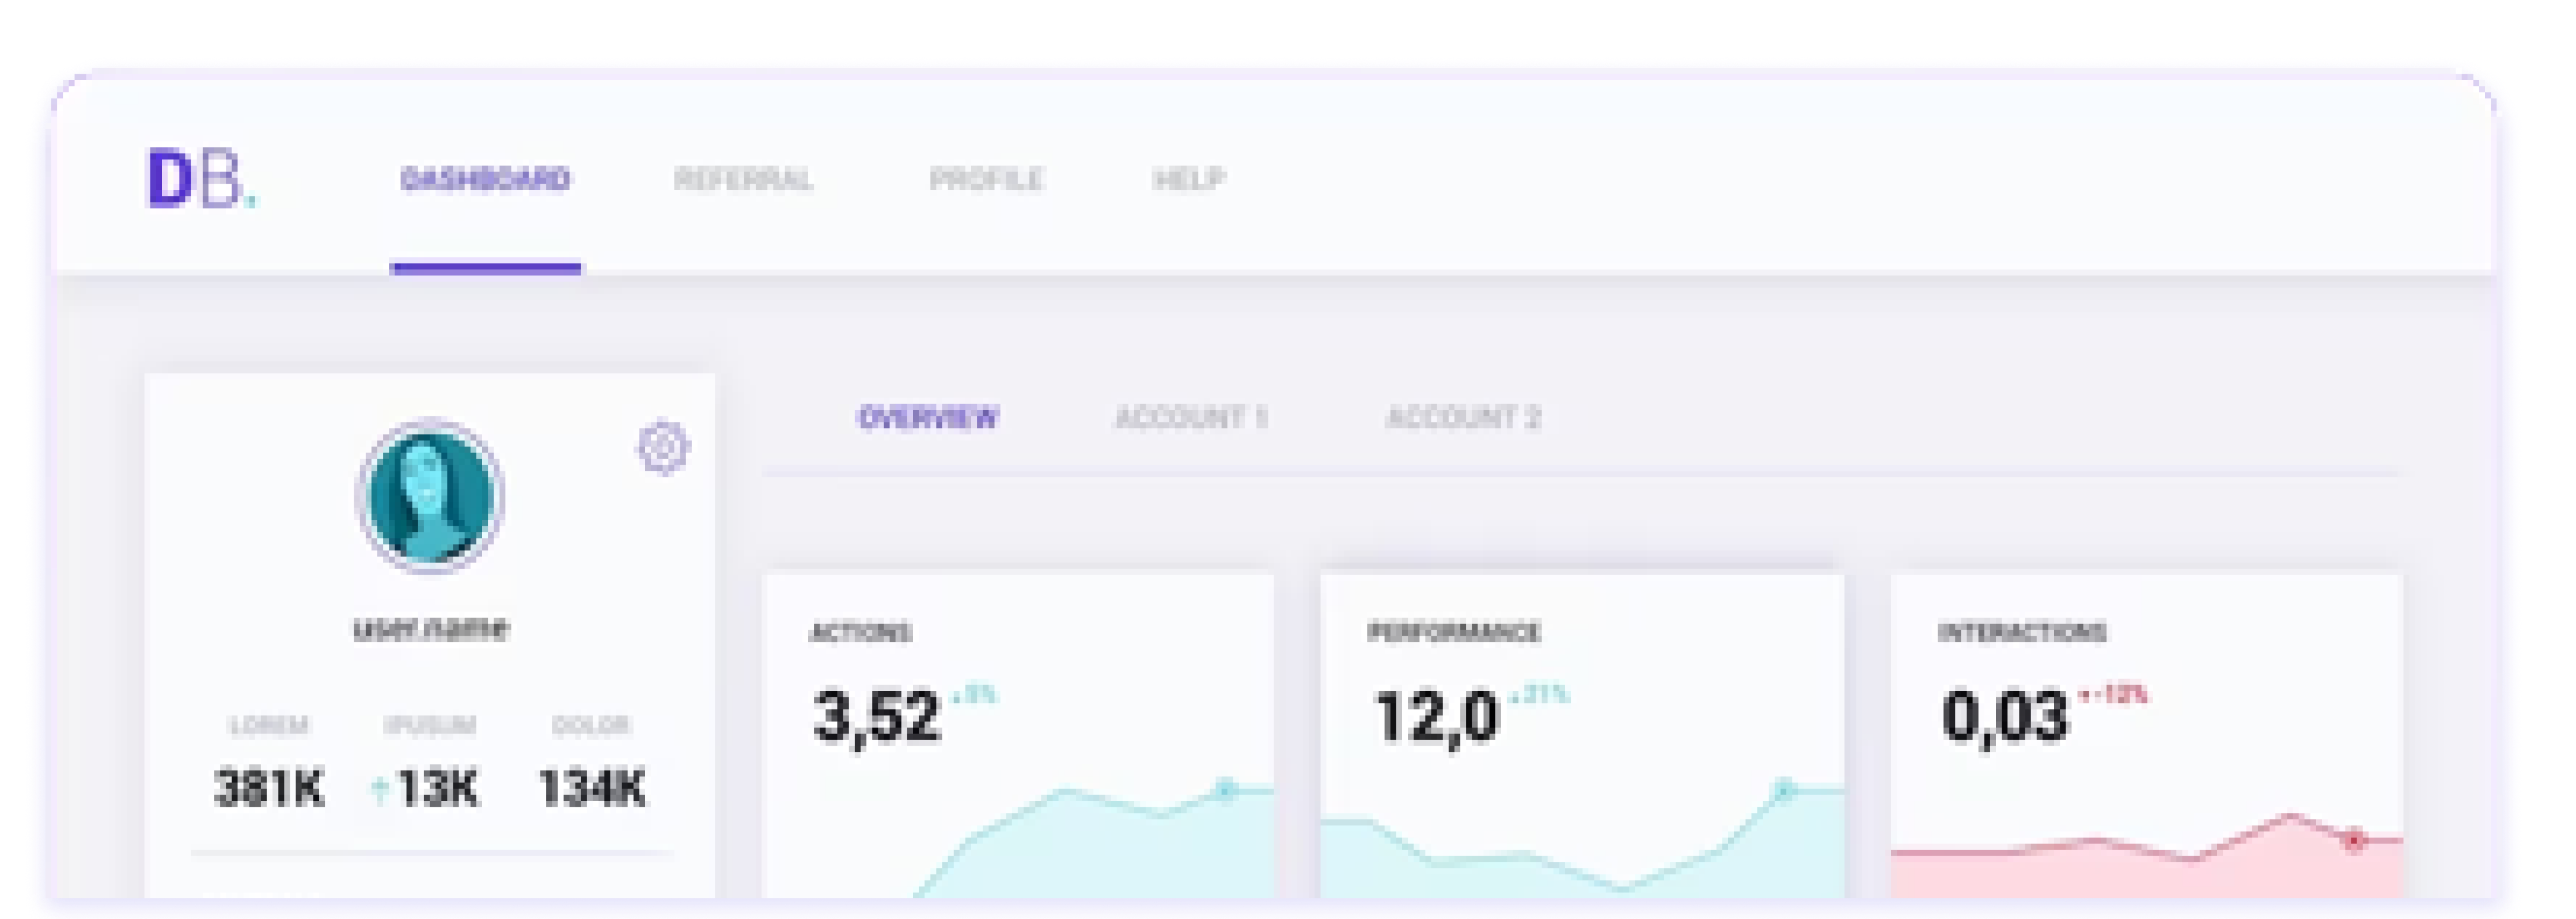 DB. DASHBOARD REFERRAL PROFILE HELP
OVERVIEW ACCOUNT 1 ACCOUNT 2
user.name
LOREM IPUSUM DOLOR
381K ↑13K 134K
ACTIONS
3,52 ▲5%
PERFORMANCE
12,0 ▲21%
INTERACTIONS
0,03 ▼-12%